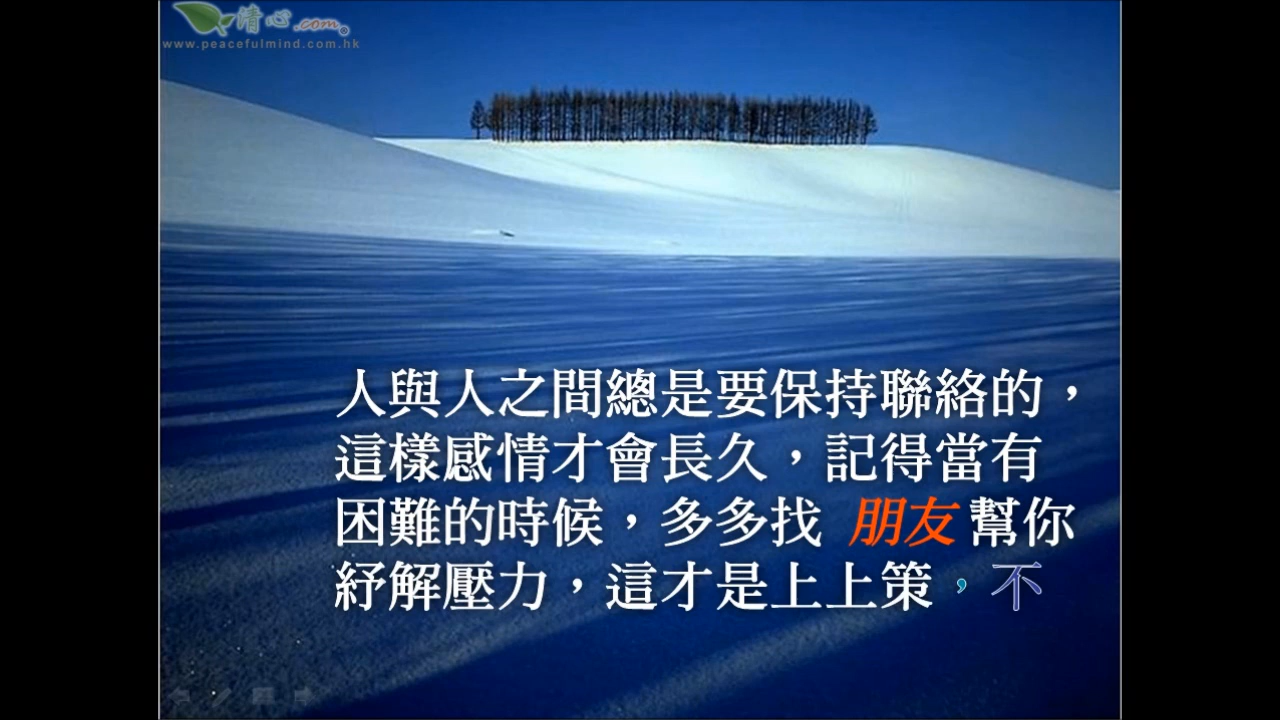 清心.com
www.peacefulmind.com.hk
人與人之間總是要保持聯絡的，
這樣感情才會長久，記得當有
困難的時候，多多找 朋友 幫你
紓解壓力，這才是上上策，不